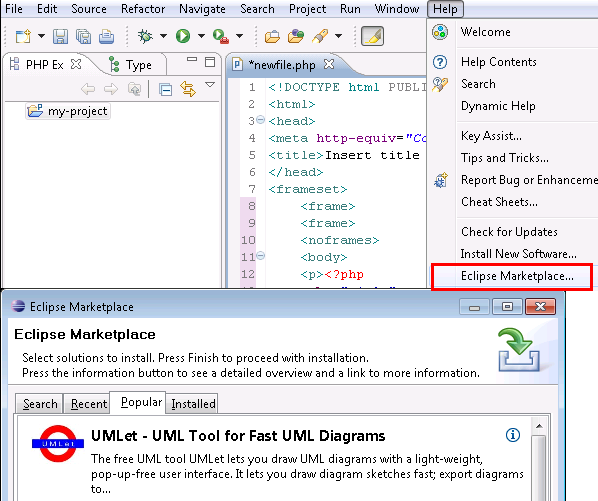 File Edit Source Refactor Navigate Search Project Run Window Help
PHP Ex Type
my-project
*newfile.php
1 <!DOCTYPE html PUBLI
2 <html>
3 <head>
4 <meta http-equiv="Co
5 <title>Insert title
6 </head>
7 <frameset>
8 <frame>
9 <frame>
10 <noframes>
11 <body>
12 <p><?php
Welcome
Help Contents
Search
Dynamic Help
Key Assist...
Tips and Tricks...
Report Bug or Enhanceme
Cheat Sheets...
Check for Updates
Install New Software...
Eclipse Marketplace...
Eclipse Marketplace
Eclipse Marketplace
Select solutions to install. Press Finish to proceed with installation.
Press the information button to see a detailed overview and a link to more information.
Search Recent Popular Installed
UMLet
UMLet - UML Tool for Fast UML Diagrams
The free UML tool UMLet lets you draw UML diagrams with a light-weight,
pop-up-free user interface. It lets you draw diagram sketches fast; export diagrams
to...